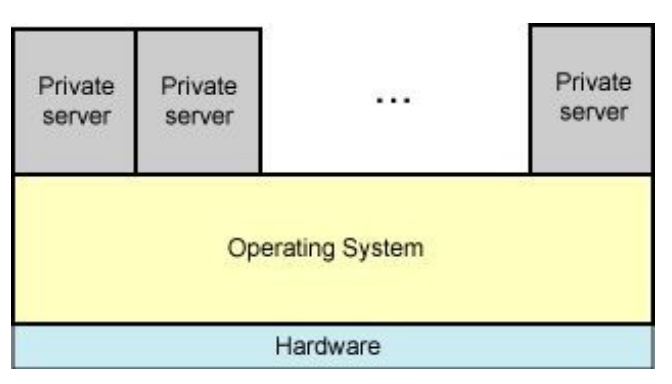 Private
server
Private
server
...
Private
server
Operating System
Hardware